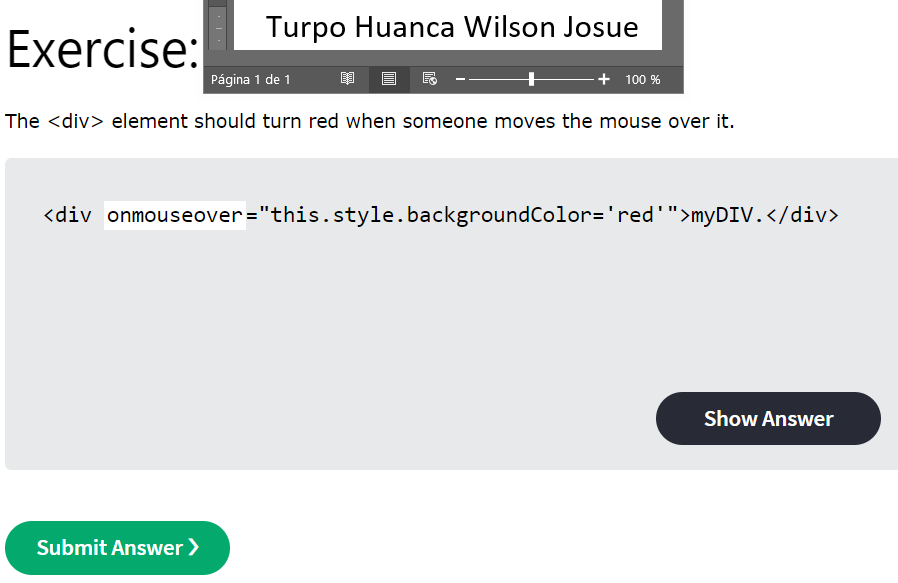 Turpo Huanca Wilson Josue
Exercise:
Página 1 de 1 100 %
The <div> element should turn red when someone moves the mouse over it.
<div onmouseover="this.style.backgroundColor='red'">myDIV.</div>
Show Answer
Submit Answer ❯